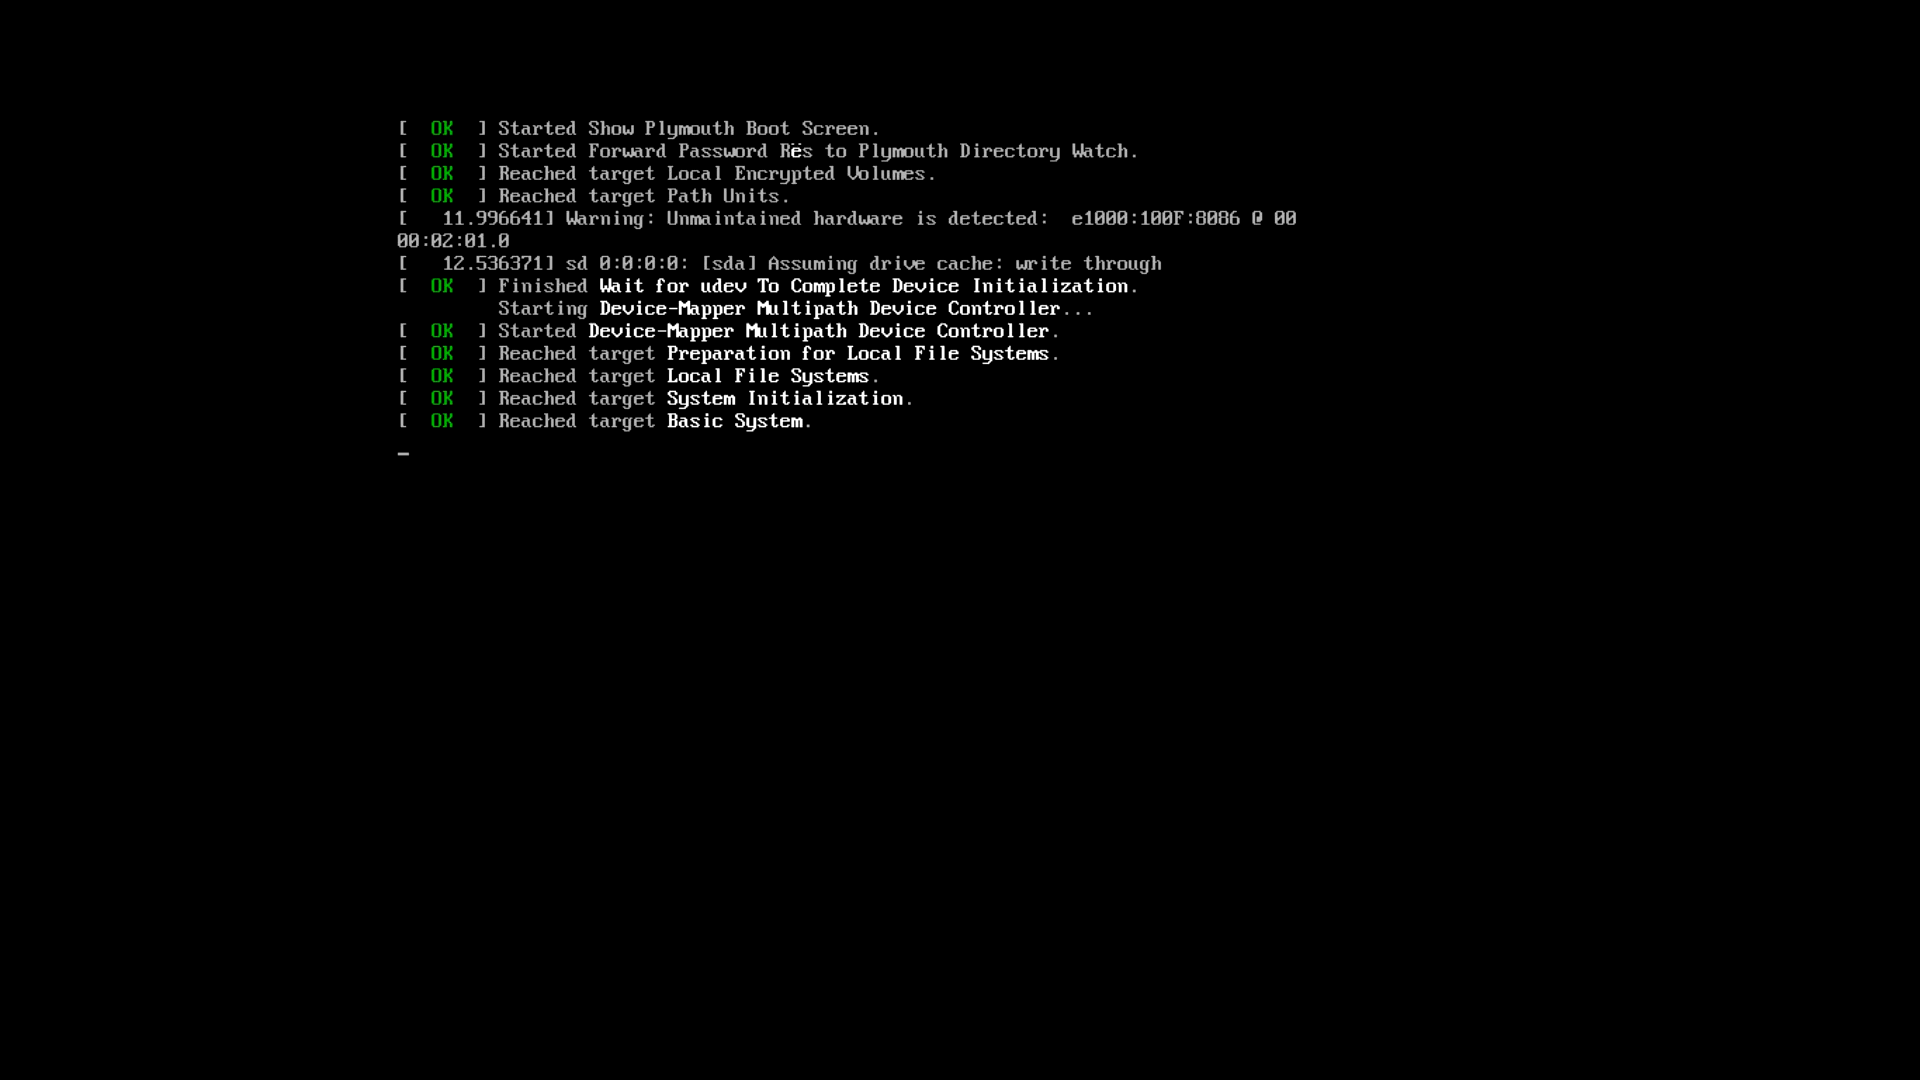 [  OK  ] Started Show Plymouth Boot Screen.
[  OK  ] Started Forward Password Rës to Plymouth Directory Watch.
[  OK  ] Reached target Local Encrypted Volumes.
[  OK  ] Reached target Path Units.
[   11.996641] Warning: Unmaintained hardware is detected:  e1000:100F:8086 @ 00
00:02:01.0
[   12.536371] sd 0:0:0:0: [sda] Assuming drive cache: write through
[  OK  ] Finished Wait for udev To Complete Device Initialization.
         Starting Device-Mapper Multipath Device Controller...
[  OK  ] Started Device-Mapper Multipath Device Controller.
[  OK  ] Reached target Preparation for Local File Systems.
[  OK  ] Reached target Local File Systems.
[  OK  ] Reached target System Initialization.
[  OK  ] Reached target Basic System.